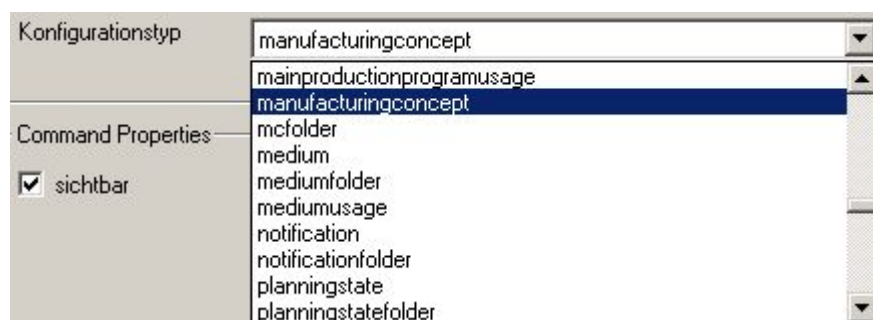 Konfigurationstyp
manufacturingconcept
mainproductionprogramusage
manufacturingconcept
mcfolder
Command Properties
medium
sichtbar
mediumfolder
mediumusage
notification
notificationfolder
planningstate
planningstatefolder